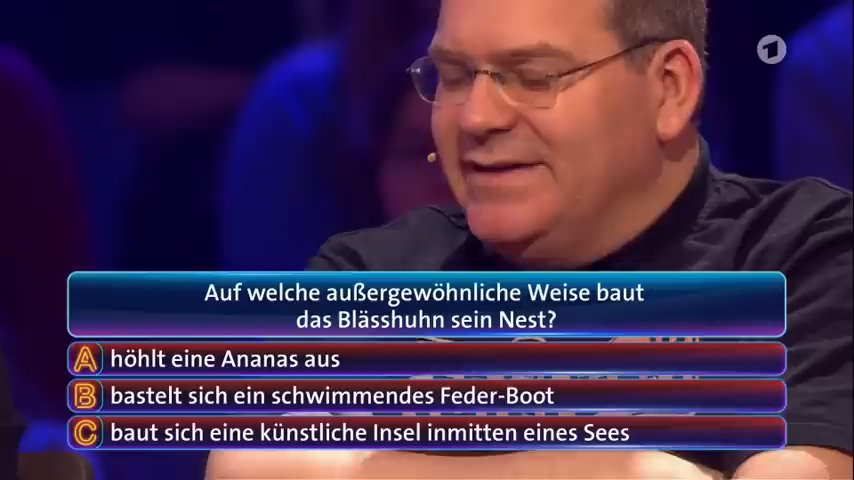 1
Auf welche außergewöhnliche Weise baut
das Blässhuhn sein Nest?
A höhlt eine Ananas aus
B bastelt sich ein schwimmendes Feder-Boot
C baut sich eine künstliche Insel inmitten eines Sees